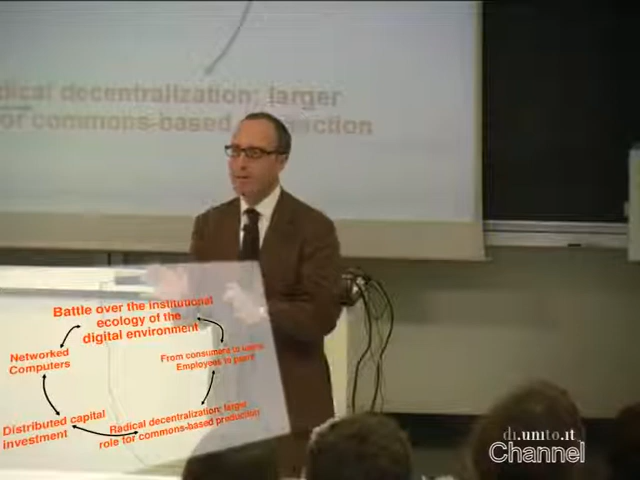 dical decentralization; larger
or commons-based
Battle over the institutional
ecology of the
digital environment
Networked
Computers
From consumers to users
Employees to peers
Distributed capital
investment
Radical decentralization: larger
role for commons-based production
di.unito.it
Channel